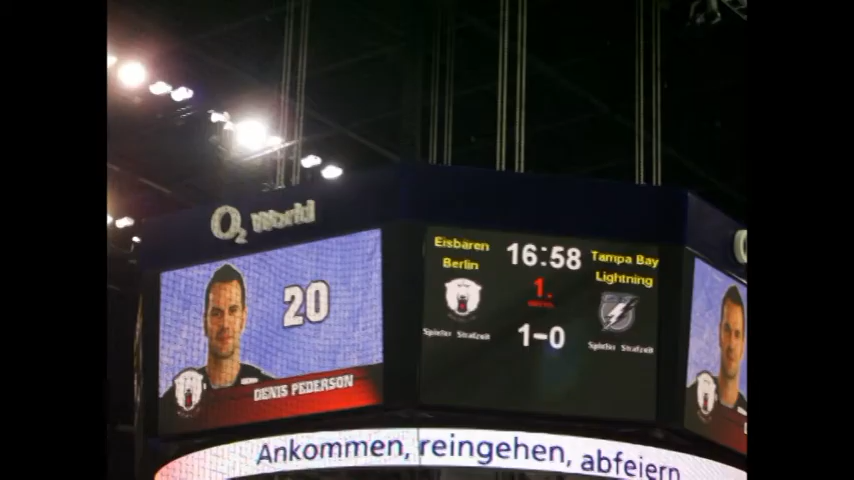 O2 World
20
DENIS PEDERSON
Eisbären
Berlin
16:58
Tampa Bay
Lightning
1.
1-0
Spieler Strafzeit
Spieler Strafzeit
Ankommen, reingehen, abfeiern